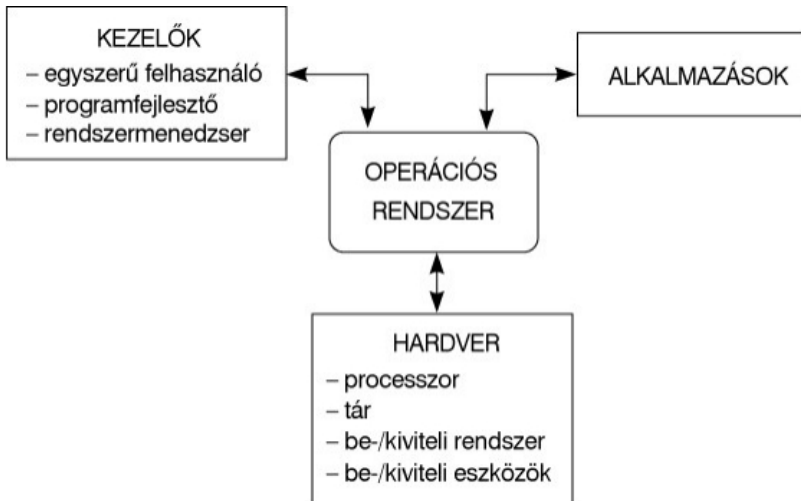 KEZELŐK
– egyszerű felhasználó
– programfejlesztő
– rendszermenedzser
ALKALMAZÁSOK
OPERÁCIÓS
RENDSZER
HARDVER
– processzor
– tár
– be-/kiviteli rendszer
– be-/kiviteli eszközök